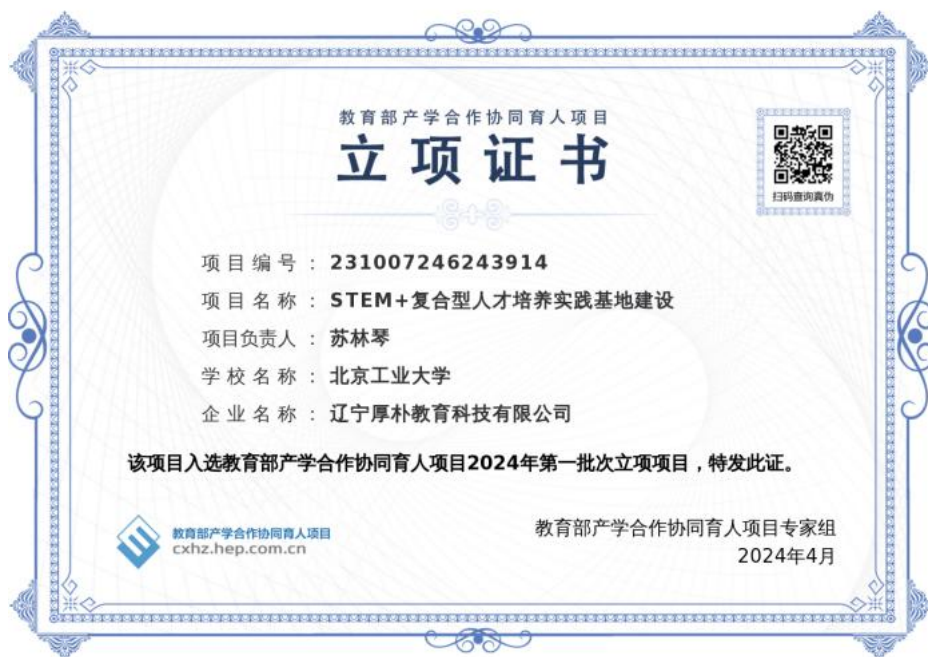 教育部产学合作协同育人项目
立项证书
扫码查询真伪
项目编号：231007246243914
项目名称：STEM+复合型人才培养实践基地建设
项目负责人：苏林琴
学校名称：北京工业大学
企业名称：辽宁厚朴教育科技有限公司
该项目入选教育部产学合作协同育人项目2024年第一批次立项项目，特发此证。
教育部产学合作协同育人项目
cxhz.hep.com.cn
教育部产学合作协同育人项目专家组
2024年4月